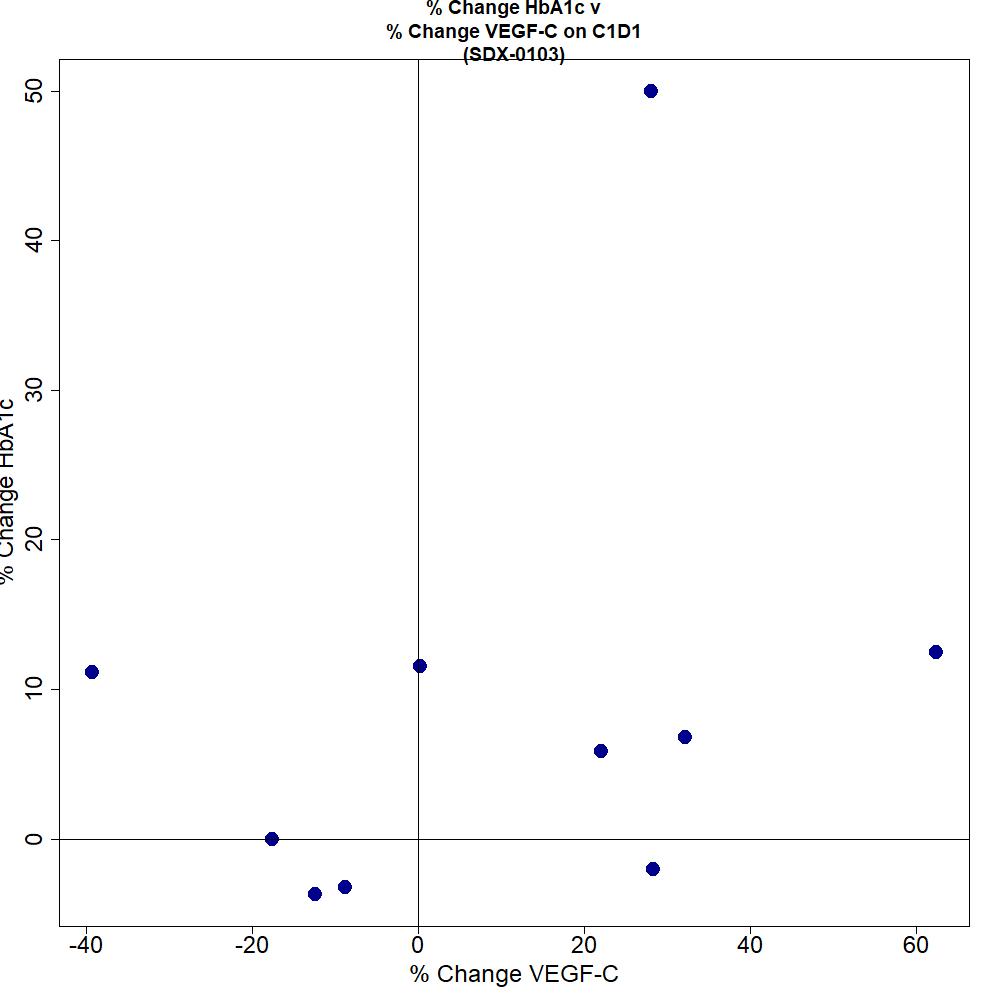 % Change HbA1c v
% Change VEGF-C on C1D1
(SDX-0103)
% Change HbA1c
50
40
30
20
10
0
-40 -20 0 20 40 60
% Change VEGF-C